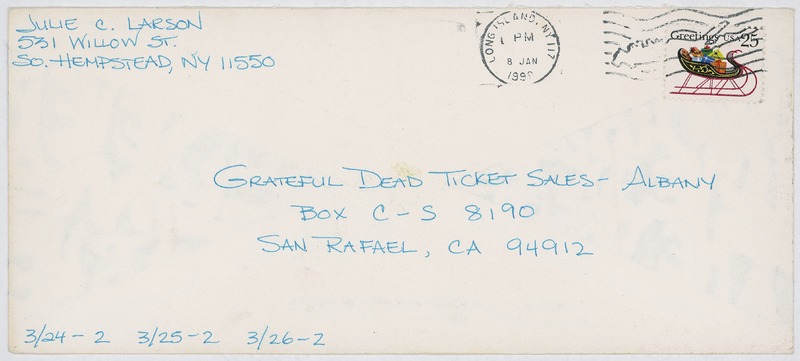 JULIE C. LARSON
531 WILLOW ST.
SO. HEMPSTEAD, NY 11550
LONG ISLAND, NY 117
PM
8 JAN
Greetings USA 25
GRATEFUL DEAD TICKET SALES - ALBANY
BOX C-S 8190
SAN RAFAEL, CA 94912
3/24-2 3/25-2 3/26-2